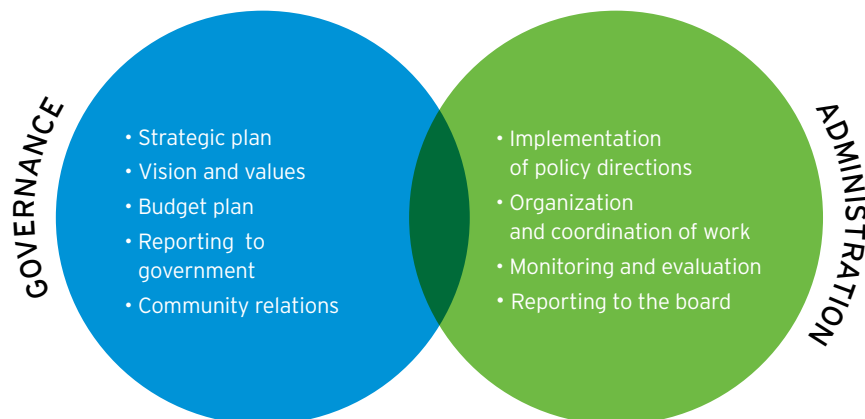 GOVERNANCE
• Strategic plan
• Vision and values
• Budget plan
• Reporting to
government
• Community relations
• Implementation
of policy directions
• Organization
and coordination of work
• Monitoring and evaluation
• Reporting to the board
ADMINISTRATION